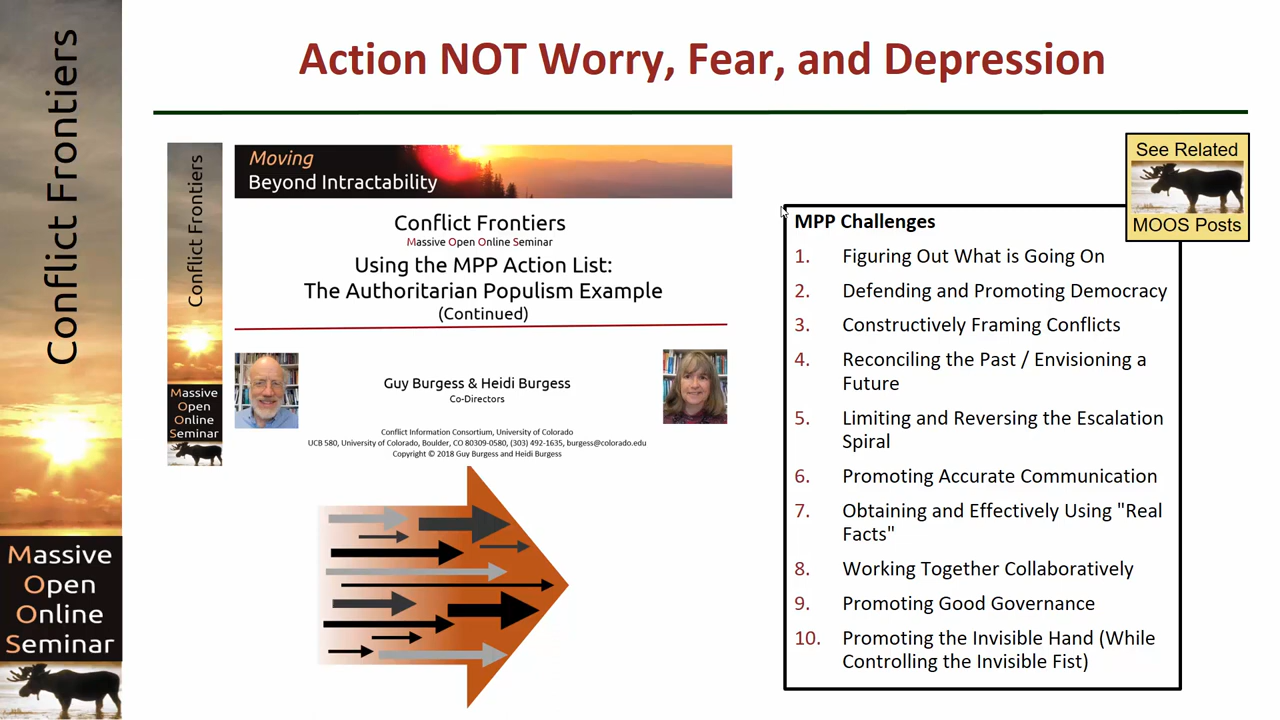 Conflict Frontiers
Massive
Open
Online
Seminar
Action NOT Worry, Fear, and Depression
Conflict Frontiers
Massive
Open
Online
Seminar
Moving
Beyond Intractability
Conflict Frontiers
Massive Open Online Seminar
Using the MPP Action List:
The Authoritarian Populism Example
(Continued)
Guy Burgess & Heidi Burgess
Co-Directors
Conflict Information Consortium, University of Colorado
UCB 580, University of Colorado, Boulder, CO 80309-0580, (303) 492-1635, burgess@colorado.edu
Copyright © 2018 Guy Burgess and Heidi Burgess
See Related
MOOS Posts
MPP Challenges
1. Figuring Out What is Going On
2. Defending and Promoting Democracy
3. Constructively Framing Conflicts
4. Reconciling the Past / Envisioning a
Future
5. Limiting and Reversing the Escalation
Spiral
6. Promoting Accurate Communication
7. Obtaining and Effectively Using "Real
Facts"
8. Working Together Collaboratively
9. Promoting Good Governance
10. Promoting the Invisible Hand (While
Controlling the Invisible Fist)